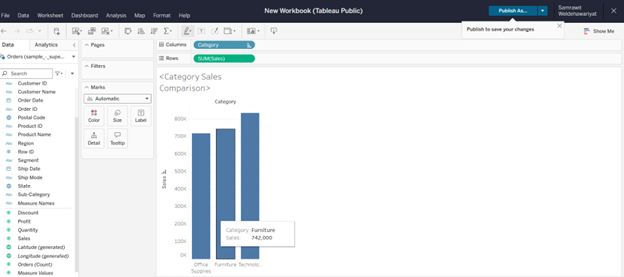 New Workbook (Tableau Public)
Publish As...
Samrawit
Weldehawariyat
File Data Worksheet Dashboard Analysis Map Format Help
Publish to save your changes
Show Me
Data Analytics
Orders (sample_-_supe...
Search
Customer ID
Customer Name
Order Date
Order ID
Postal Code
Product ID
Product Name
Region
Row ID
Segment
Ship Date
Ship Mode
State
Sub-Category
Measure Names
Discount
Profit
Quantity
Sales
Latitude (generated)
Longitude (generated)
Orders (Count)
Measure Values
Pages
Filters
Marks
Automatic
Color Size Label
Detail Tooltip
Columns Category
Rows SUM(Sales)
<Category Sales
Comparison>
Category
Sales
800K
700K
600K
500K
400K
300K
200K
100K
0K
Category: Furniture
Sales: 742,000
Office
Supplies
Furniture
Technolo...